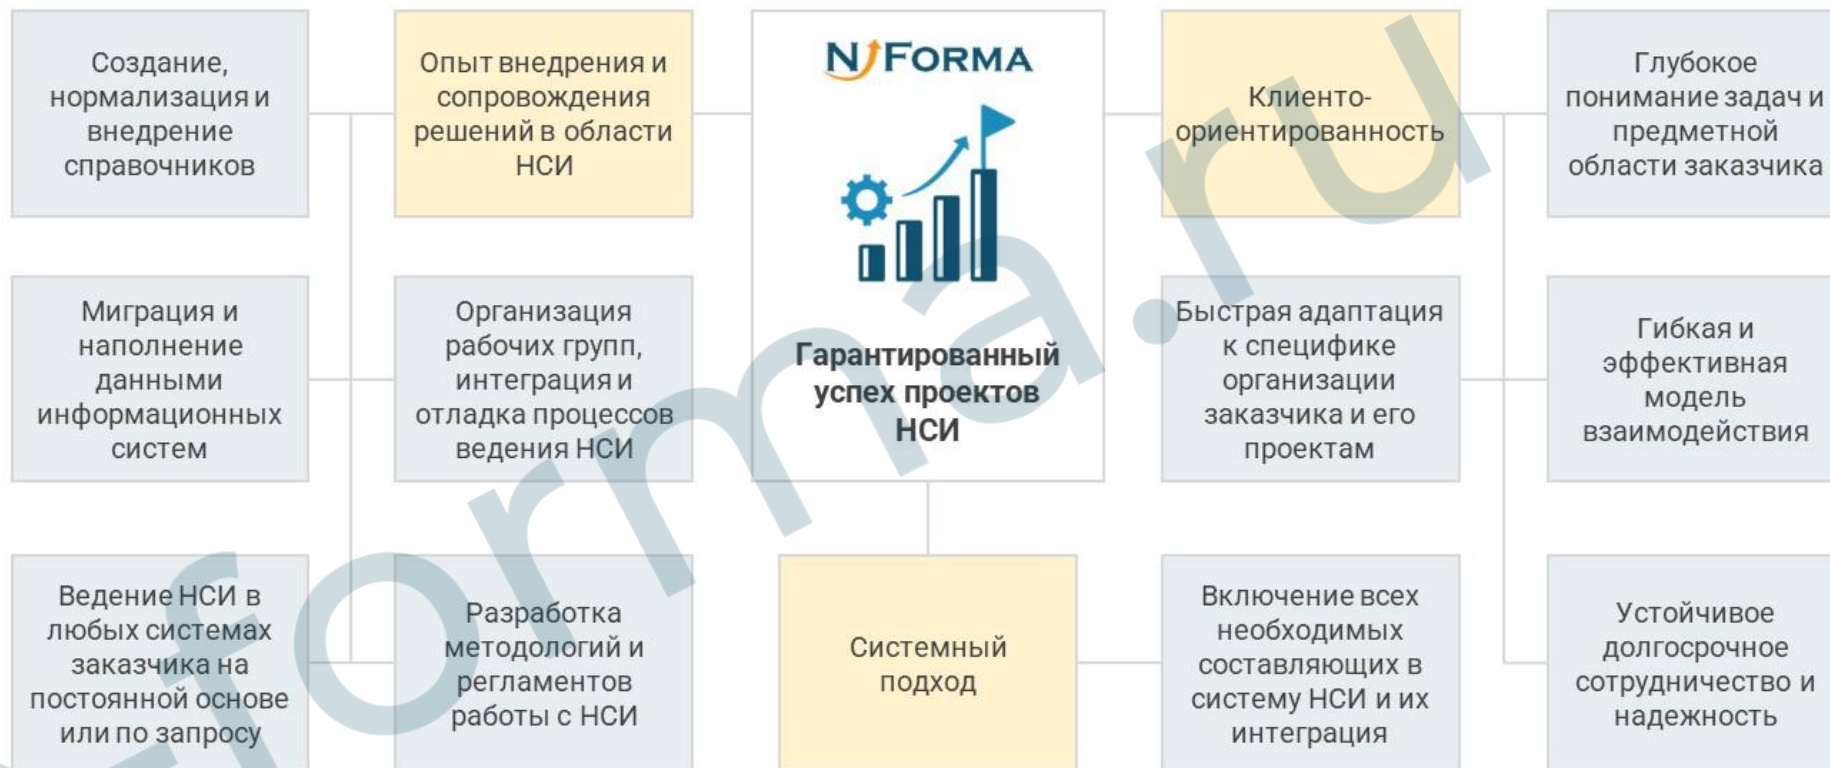 Создание,
нормализация и
внедрение
справочников
Опыт внедрения и
сопровождения
решений в области
НСИ
N FORMA
Гарантированный
успех проектов
НСИ
Клиенто-
ориентированность
Глубокое
понимание задач и
предметной
области заказчика
Миграция и
наполнение
данными
информационных
систем
Организация
рабочих групп,
интеграция и
отладка процессов
ведения НСИ
Быстрая адаптация
к специфике
организации
заказчика и его
проектам
Гибкая и
эффективная
модель
взаимодействия
Ведение НСИ в
любых системах
заказчика на
постоянной основе
или по запросу
Разработка
методологий и
регламентов
работы с НСИ
Системный
подход
Включение всех
необходимых
составляющих в
систему НСИ и их
интеграция
Устойчивое
долгосрочное
сотрудничество и
надежность
-forma.ru